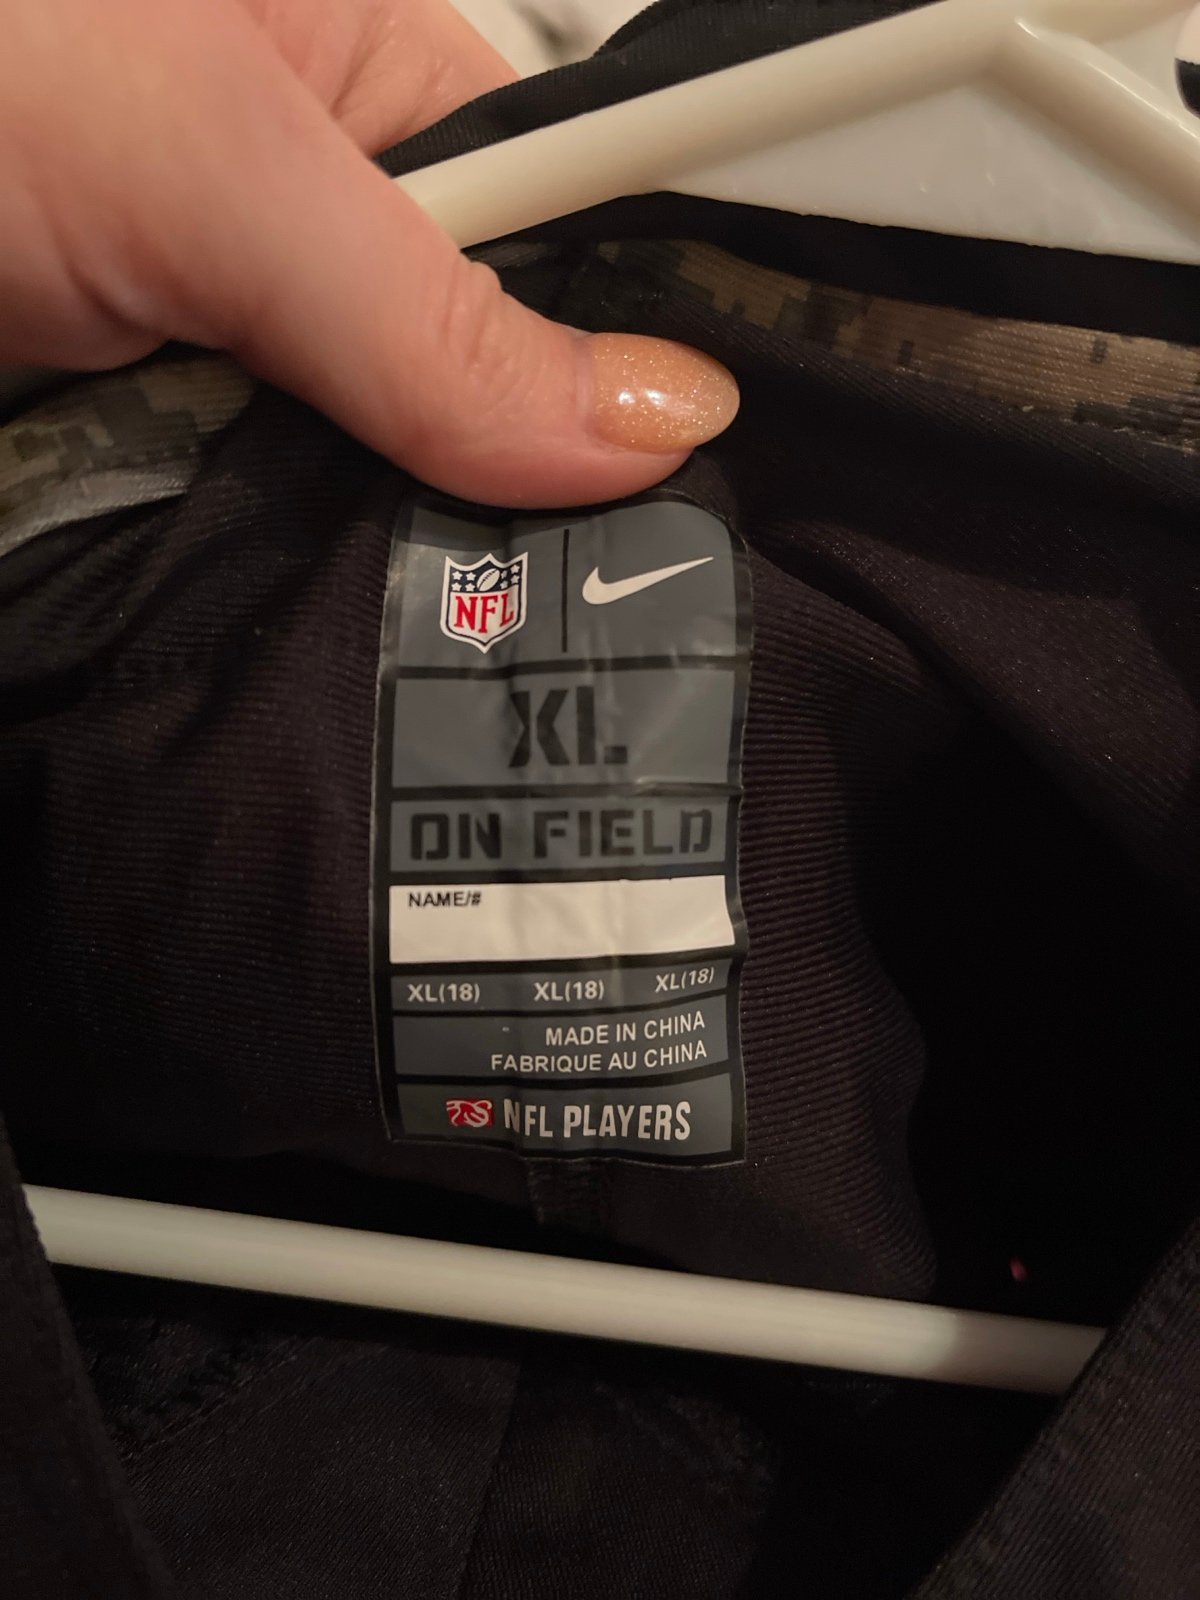 NFL
XL
ON FIELD
NAME/#
XL(18) XL(18) XL(18)
MADE IN CHINA
FABRIQUE AU CHINA
NFL PLAYERS